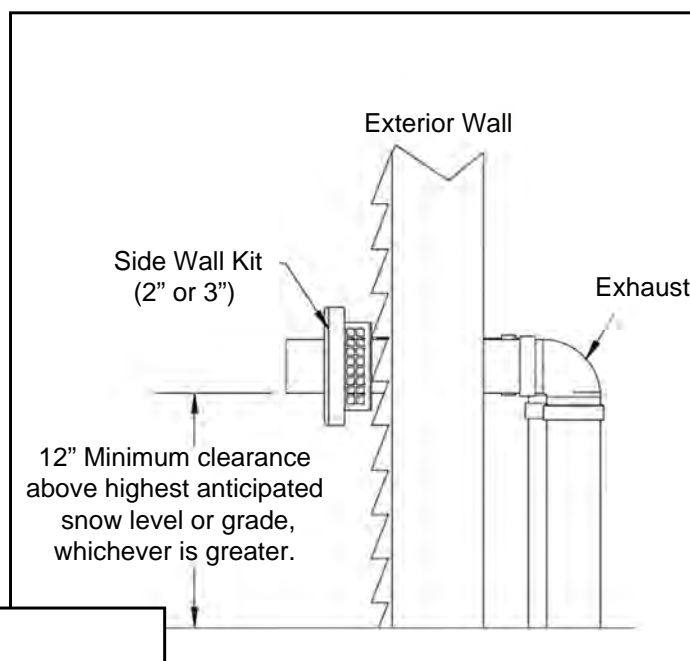 Exterior Wall
Side Wall Kit
(2” or 3”)
Exhaust
12” Minimum clearance
above highest anticipated
snow level or grade,
whichever is greater.